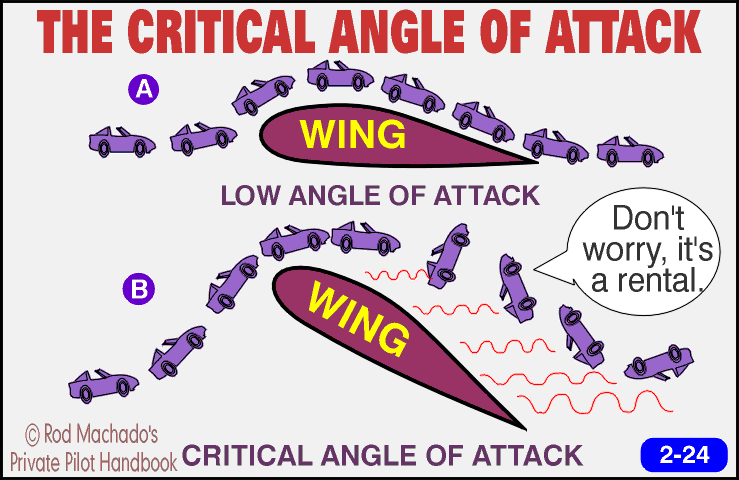 THE CRITICAL ANGLE OF ATTACK
A
WING
LOW ANGLE OF ATTACK
Don't
worry, it's
a rental.
B
WING
© Rod Machado's
Private Pilot Handbook
CRITICAL ANGLE OF ATTACK
2-24